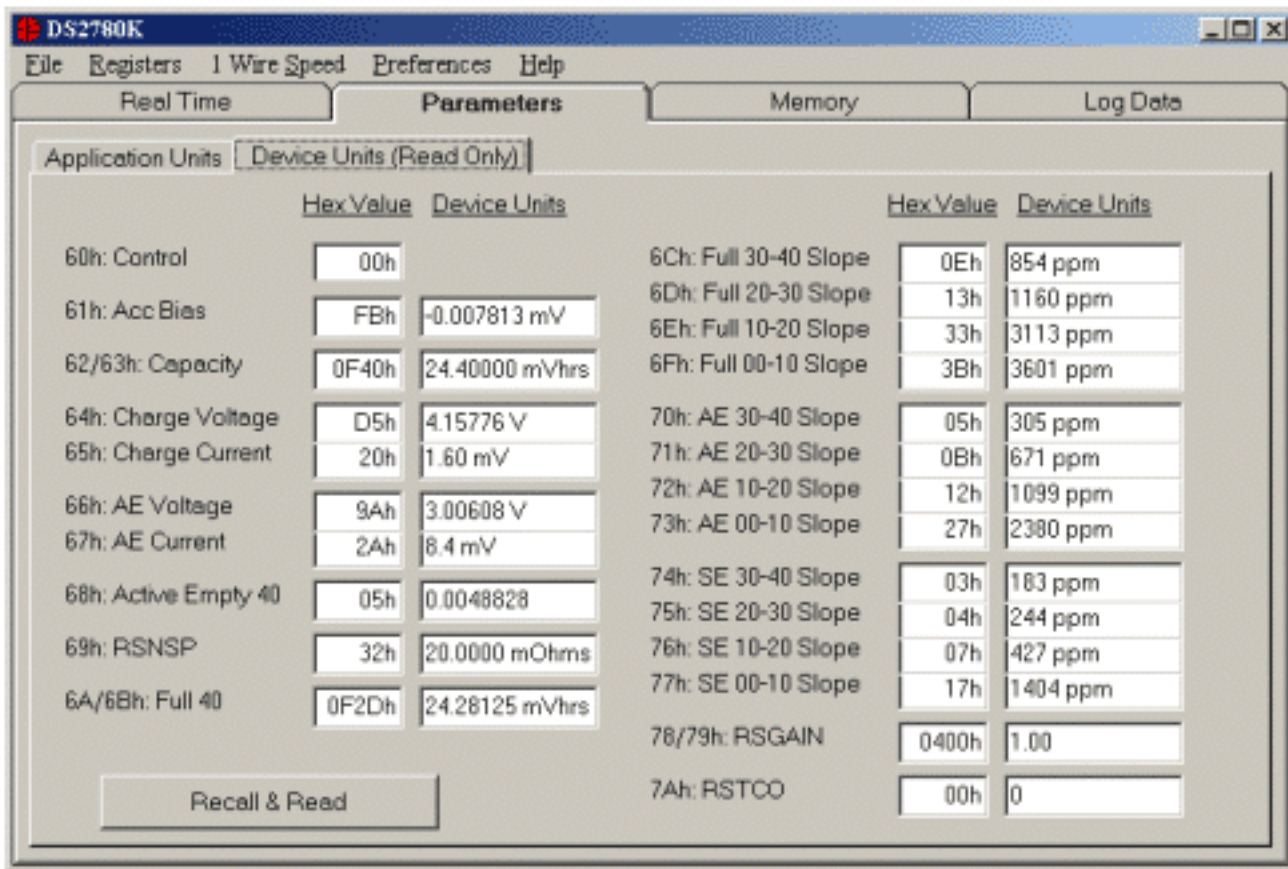 DS2780K
File Registers 1 Wire Speed Preferences Help
Real Time Parameters Memory Log Data
Application Units Device Units (Read Only)
Hex Value Device Units
60h: Control 00h
61h: Acc Bias FBh -0.007813 mV
62/63h: Capacity 0F40h 24.40000 mVhrs
64h: Charge Voltage D5h 4.15776 V
65h: Charge Current 20h 1.60 mV
66h: AE Voltage 9Ah 3.00608 V
67h: AE Current 2Ah 8.4 mV
68h: Active Empty 40 05h 0.0048828
69h: RSNSP 32h 20.0000 mOhms
6A/6Bh: Full 40 0F2Dh 24.28125 mVhrs
Recall & Read
Hex Value Device Units
6Ch: Full 30-40 Slope 0Eh 854 ppm
6Dh: Full 20-30 Slope 13h 1160 ppm
6Eh: Full 10-20 Slope 33h 3113 ppm
6Fh: Full 00-10 Slope 3Bh 3601 ppm
70h: AE 30-40 Slope 05h 305 ppm
71h: AE 20-30 Slope 0Bh 671 ppm
72h: AE 10-20 Slope 12h 1099 ppm
73h: AE 00-10 Slope 27h 2380 ppm
74h: SE 30-40 Slope 03h 183 ppm
75h: SE 20-30 Slope 04h 244 ppm
76h: SE 10-20 Slope 07h 427 ppm
77h: SE 00-10 Slope 17h 1404 ppm
78/79h: RSGAIN 0400h 1.00
7Ah: RSTCO 00h 0